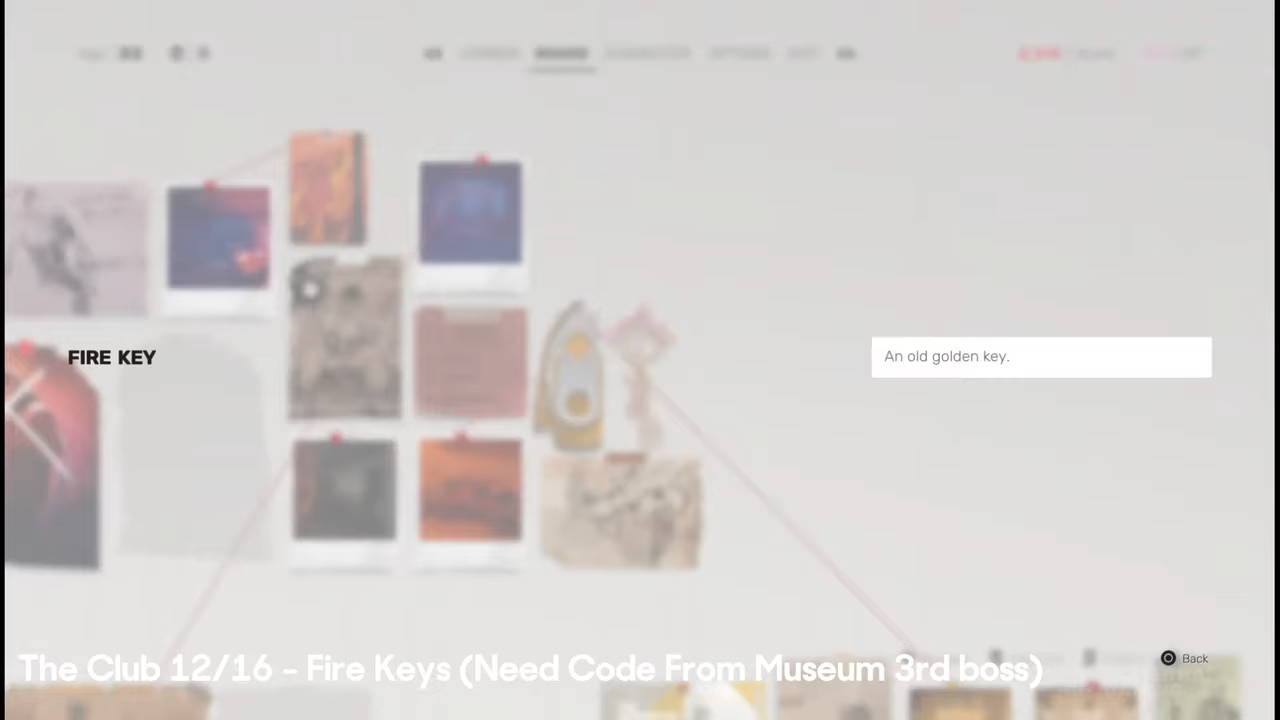 FIRE KEY
An old golden key.
The Club 12/16 - Fire Keys (Need Code From Museum 3rd boss)
Back